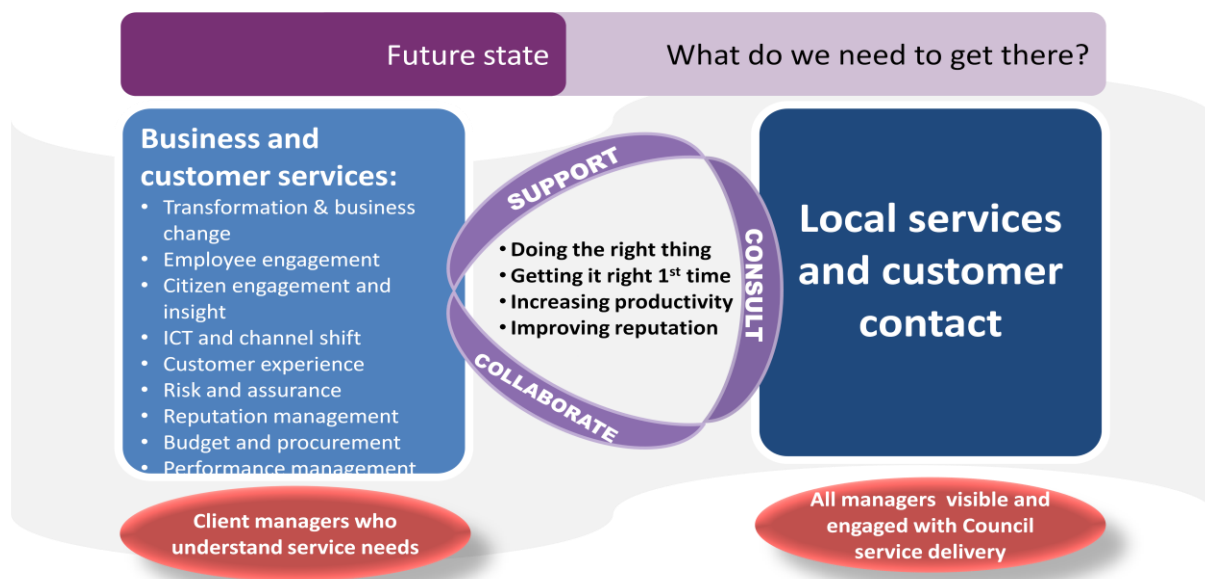 Future state
What do we need to get there?
Business and
customer services:
• Transformation & business
change
• Employee engagement
• Citizen engagement and
insight
• ICT and channel shift
• Customer experience
• Risk and assurance
• Reputation management
• Budget and procurement
• Performance management
SUPPORT
CONSULT
COLLABORATE
• Doing the right thing
• Getting it right 1st time
• Increasing productivity
• Improving reputation
Local services
and customer
contact
Client managers who
understand service needs
All managers visible and
engaged with Council
service delivery